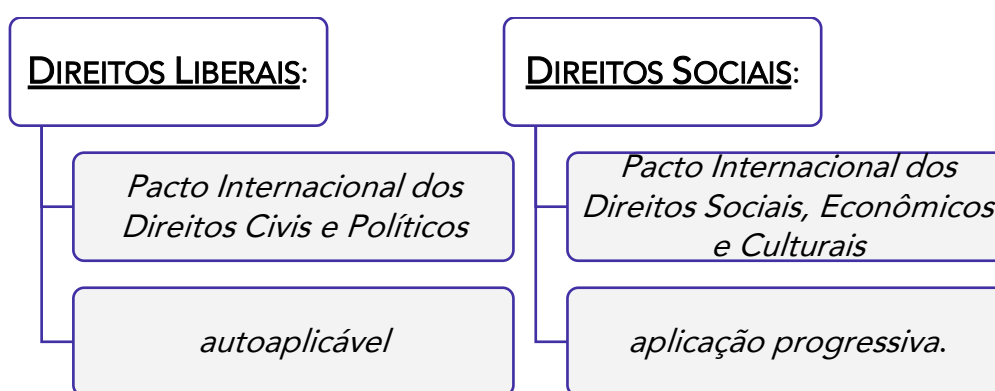 DIREITOS LIBERAIS:
Pacto Internacional dos
Direitos Civis e Políticos
autoaplicável
DIREITOS SOCIAIS:
Pacto Internacional dos
Direitos Sociais, Econômicos
e Culturais
aplicação progressiva.